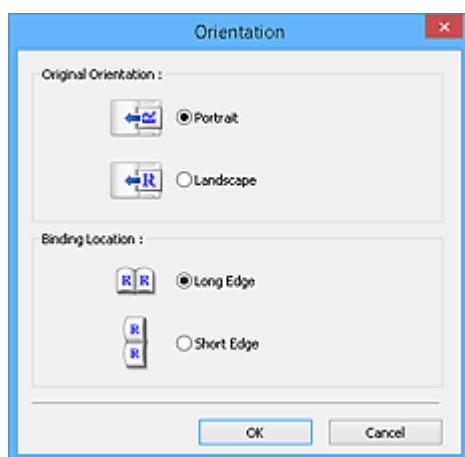 Orientation
Original Orientation :
R
Portrait
R
Landscape
Binding Location :
R R
Long Edge
R
R
Short Edge
OK Cancel